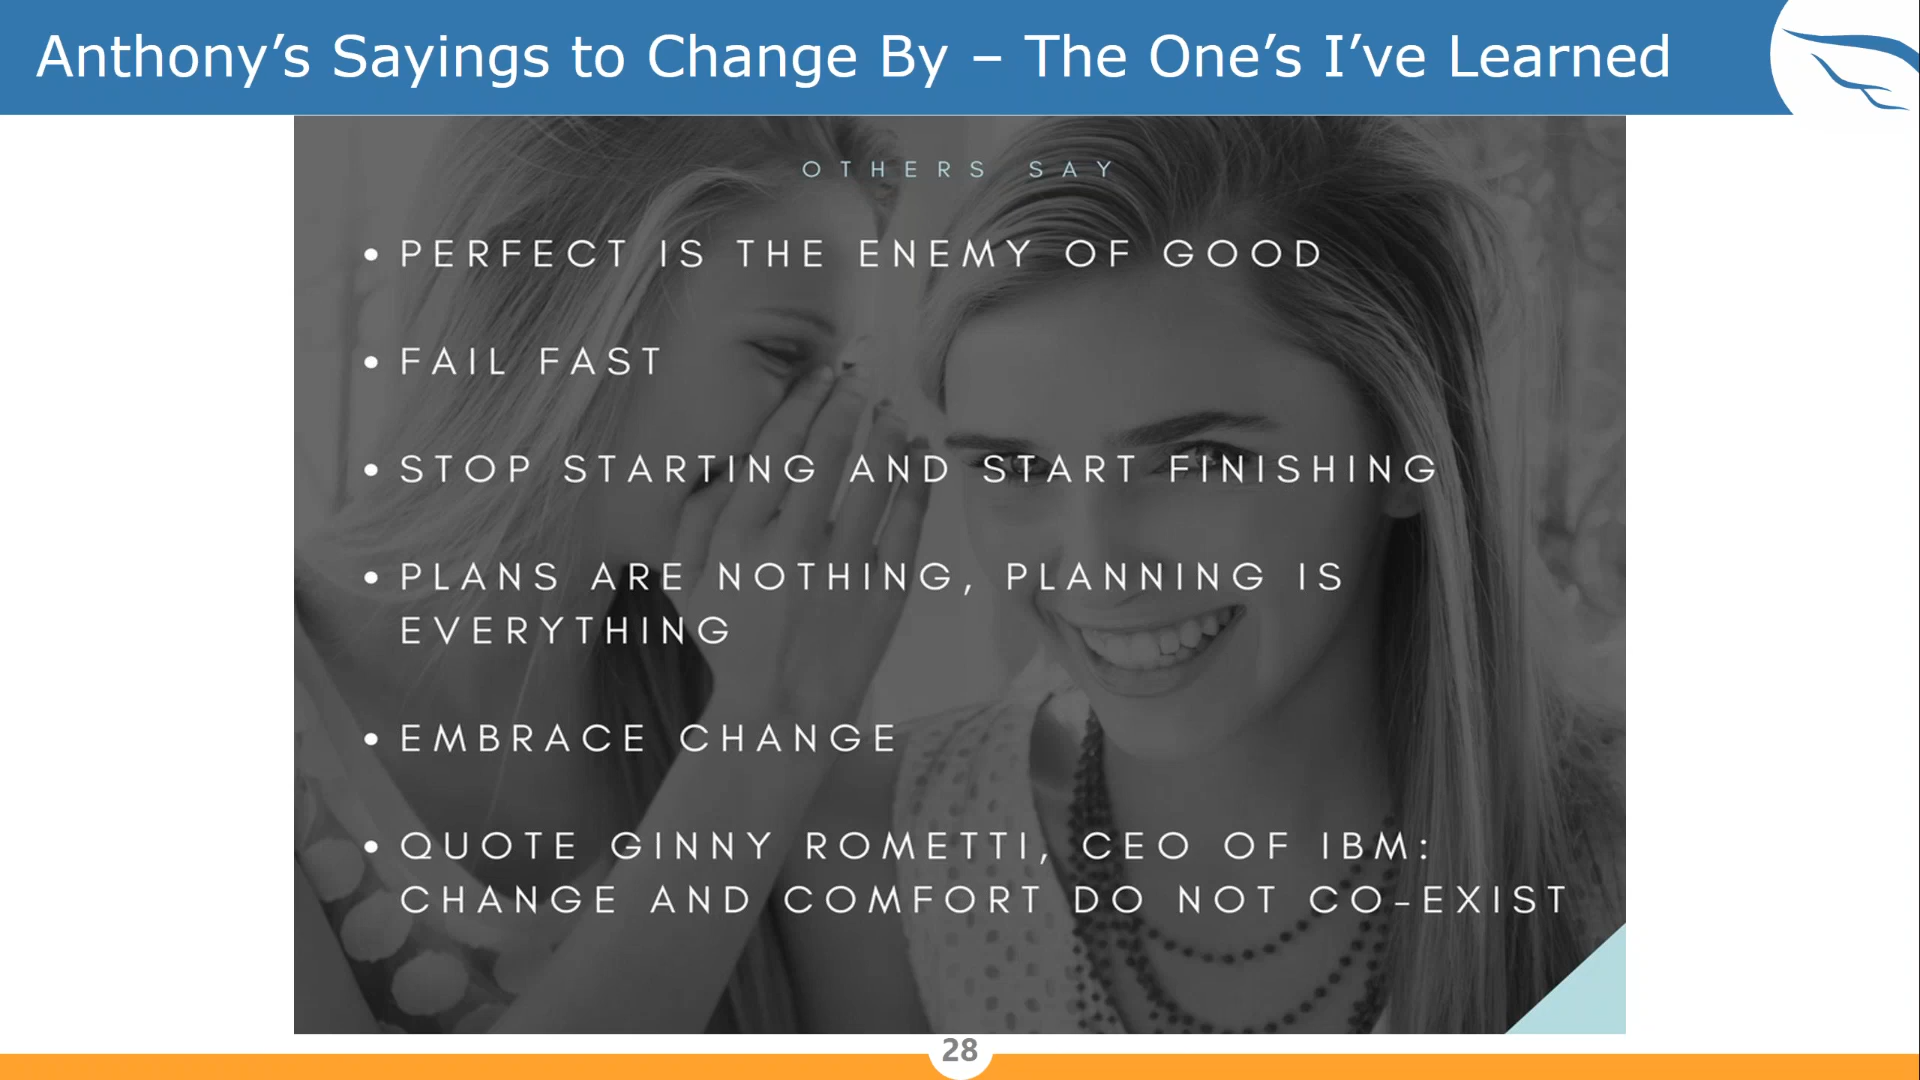 Anthony’s Sayings to Change By – The One’s I’ve Learned
OTHERS SAY
• PERFECT IS THE ENEMY OF GOOD
• FAIL FAST
• STOP STARTING AND START FINISHING
• PLANS ARE NOTHING, PLANNING IS
EVERYTHING
• EMBRACE CHANGE
• QUOTE GINNY ROMETTI, CEO OF IBM:
CHANGE AND COMFORT DO NOT CO-EXIST
28